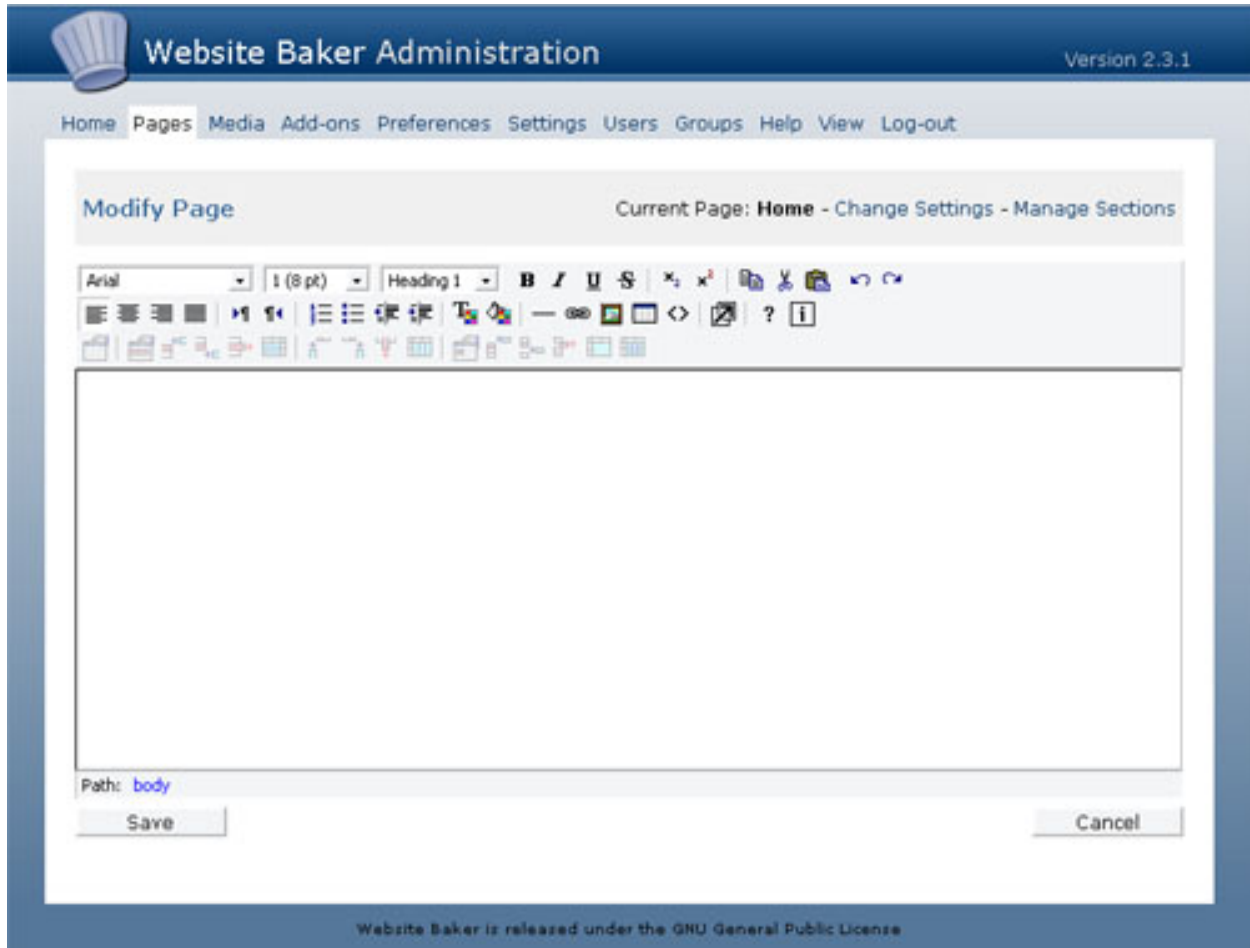 Website Baker Administration
Version 2.3.1
Home Pages Media Add-ons Preferences Settings Users Groups Help View Log-out
Modify Page
Current Page: Home - Change Settings - Manage Sections
Arial 1 (8 pt) Heading 1 B I U S x₂ x²
? i
Path: body
Save Cancel
Website Baker is released under the GNU General Public License